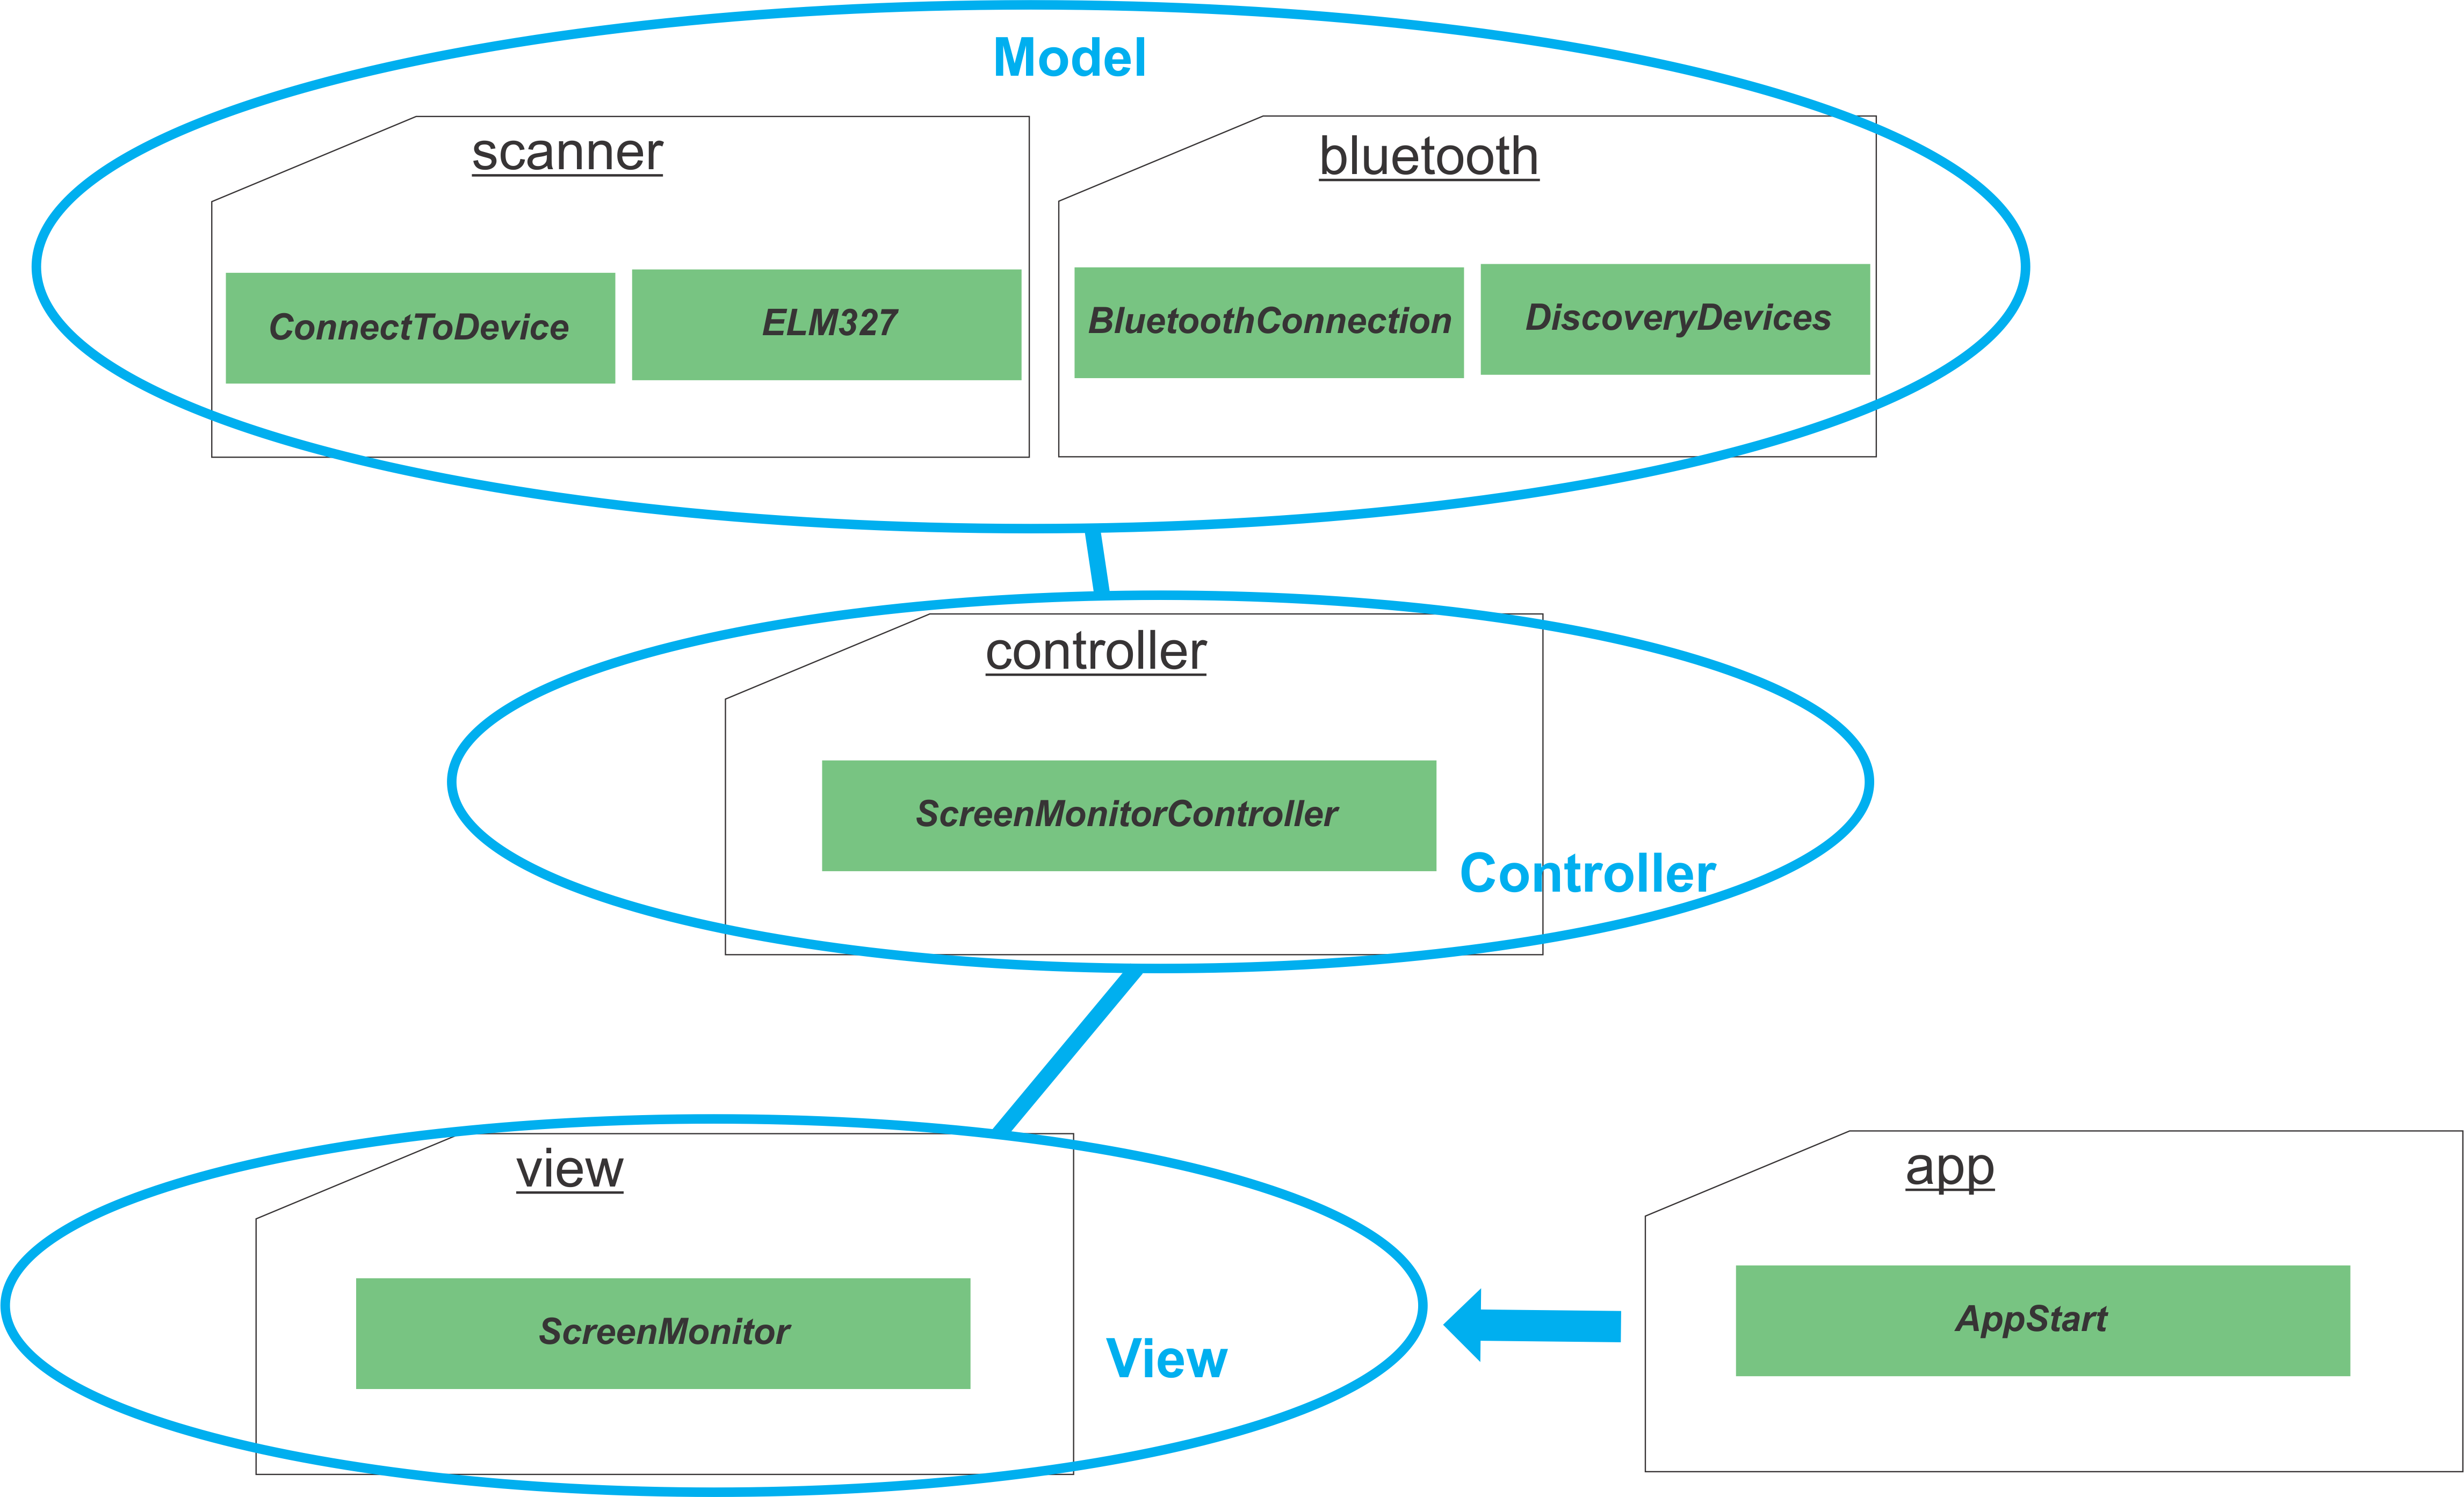 Model
scanner
bluetooth
ConnectToDevice
ELM327
BluetoothConnection
DiscoveryDevices
controller
ScreenMonitorController
Controller
view
app
ScreenMonitor
AppStart
View